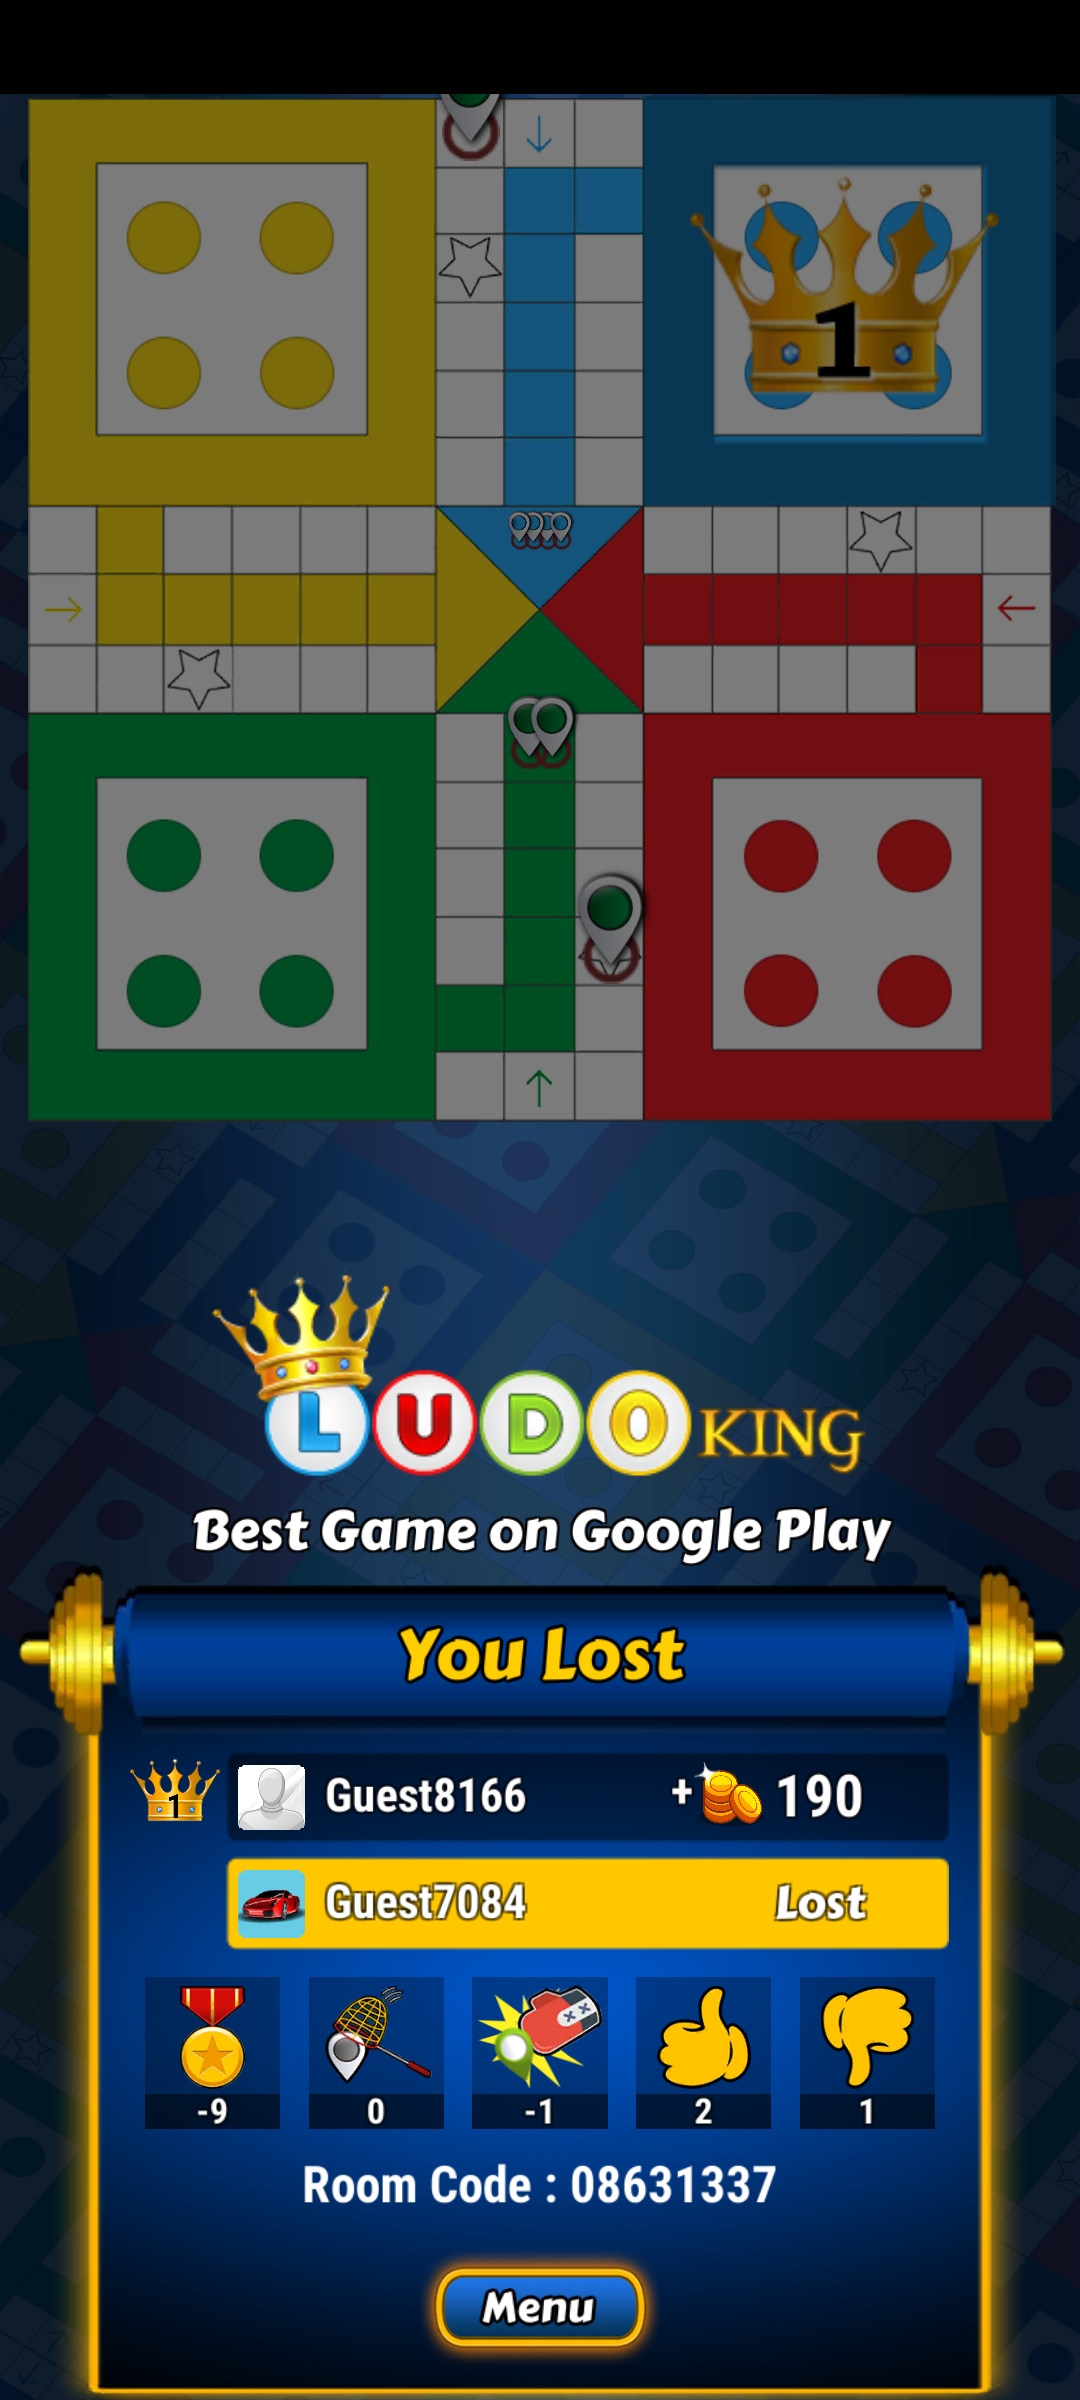 1
LUDO KING
Best Game on Google Play
You Lost
1 Guest8166 + 190
Guest7084 Lost
-9 0 -1 2 1
Room Code : 08631337
Menu